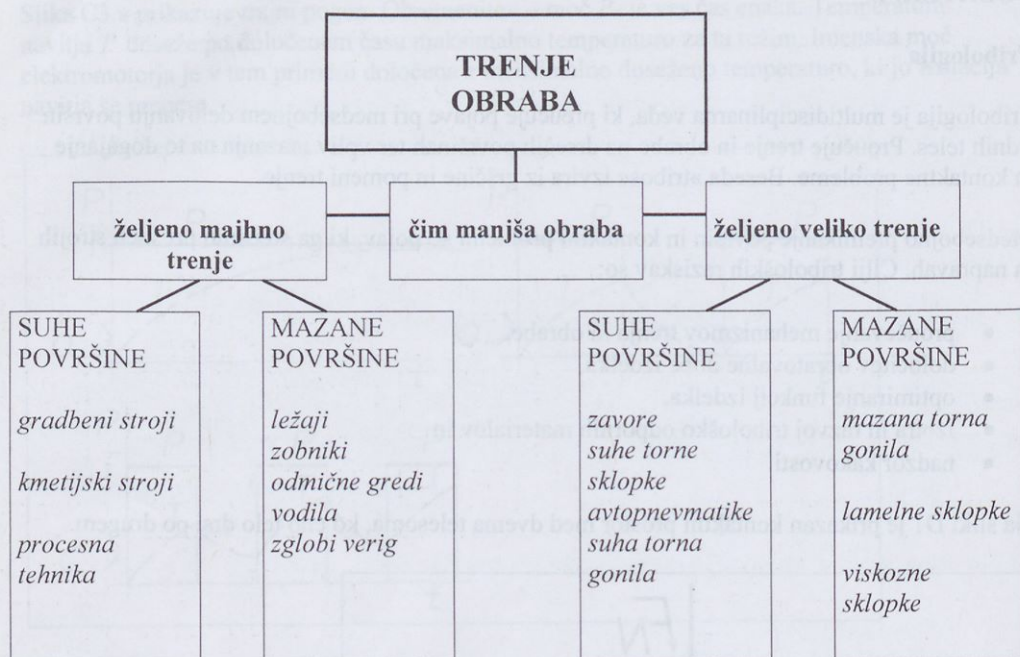 TRENJE
OBRABA
željeno majhno
trenje
čim manjša obraba
željeno veliko trenje
SUHE
POVRŠINE
gradbeni stroji
kmetijski stroji
procesna
tehnika
MAZANE
POVRŠINE
ležaji
zobniki
odmične gredi
vodila
zglobi verig
SUHE
POVRŠINE
zavore
suhe torne
sklopke
avtopnevmatike
suha torna
gonila
MAZANE
POVRŠINE
mazana torna
gonila
lamelne sklopke
viskozne
sklopke